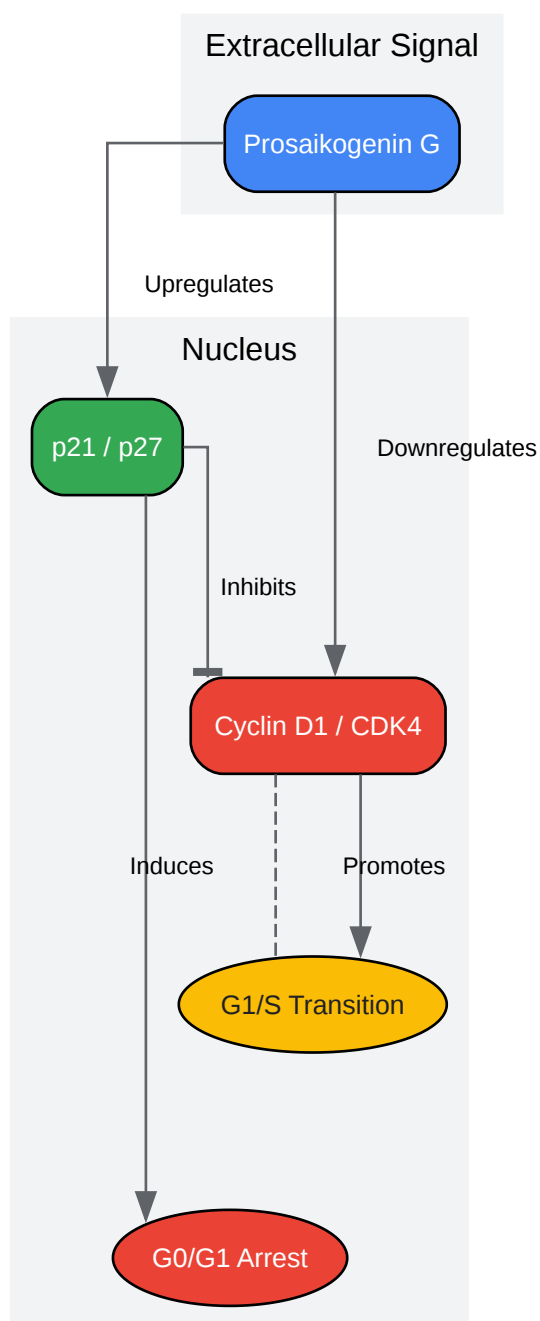 Extracellular Signal
Prosaikogenin G
Upregulates
Nucleus
p21 / p27
Downregulates
Inhibits
Cyclin D1 / CDK4
Induces
Promotes
G1/S Transition
G0/G1 Arrest